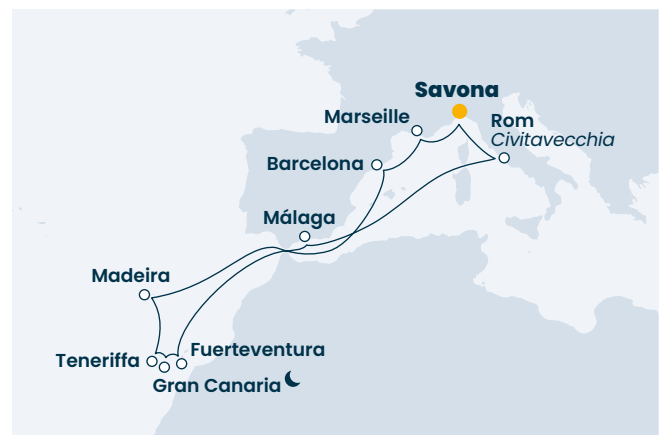 Savona
Marseille
Rom
Civitavecchia
Barcelona
Málaga
Madeira
Teneriffa
Fuerteventura
Gran Canaria